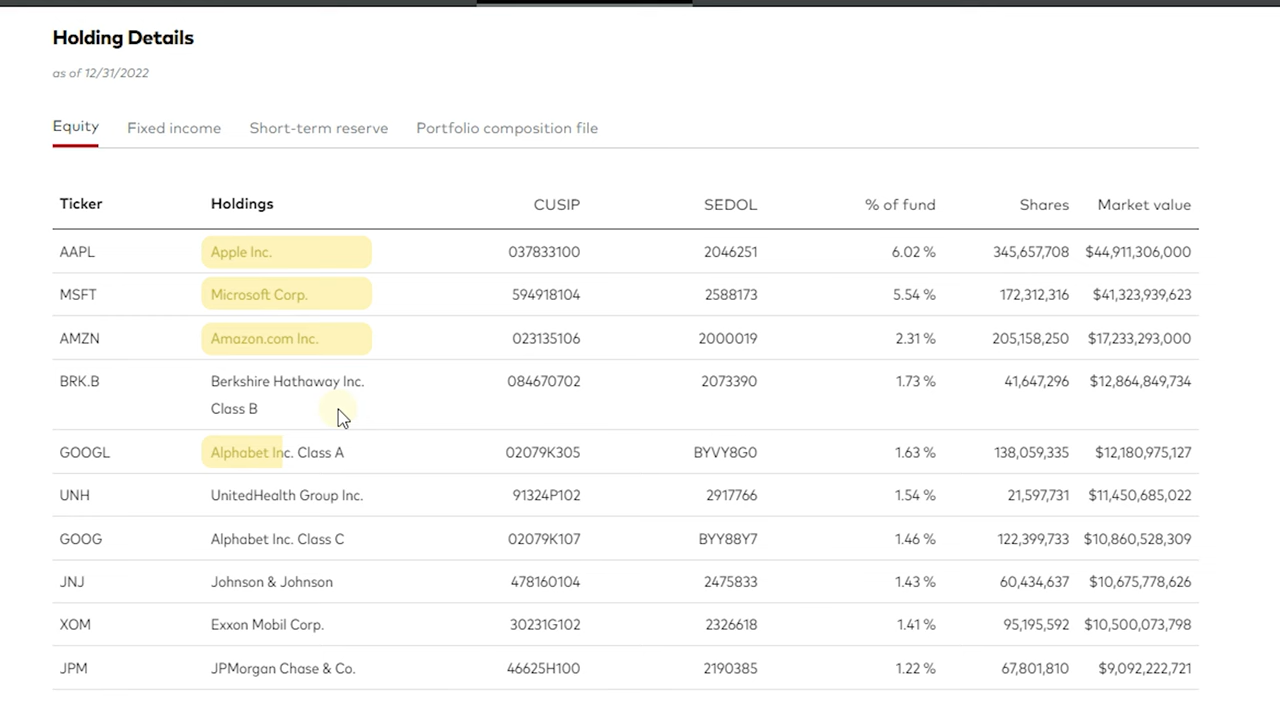 Holding Details
as of 12/31/2022
Equity Fixed income Short-term reserve Portfolio composition file
Ticker Holdings CUSIP SEDOL % of fund Shares Market value
AAPL Apple Inc. 037833100 2046251 6.02 % 345,657,708 $44,911,306,000
MSFT Microsoft Corp. 594918104 2588173 5.54 % 172,312,316 $41,323,939,623
AMZN Amazon.com Inc. 023135106 2000019 2.31 % 205,158,250 $17,233,293,000
BRK.B Berkshire Hathaway Inc. 084670702 2073390 1.73 % 41,647,296 $12,864,849,734
Class B
GOOGL Alphabet Inc. Class A 02079K305 BYVY8G0 1.63 % 138,059,335 $12,180,975,127
UNH UnitedHealth Group Inc. 91324P102 2917766 1.54 % 21,597,731 $11,450,685,022
GOOG Alphabet Inc. Class C 02079K107 BYY88Y7 1.46 % 122,399,733 $10,860,528,309
JNJ Johnson & Johnson 478160104 2475833 1.43 % 60,434,637 $10,675,778,626
XOM Exxon Mobil Corp. 30231G102 2326618 1.41 % 95,195,592 $10,500,073,798
JPM JPMorgan Chase & Co. 46625H100 2190385 1.22 % 67,801,810 $9,092,222,721